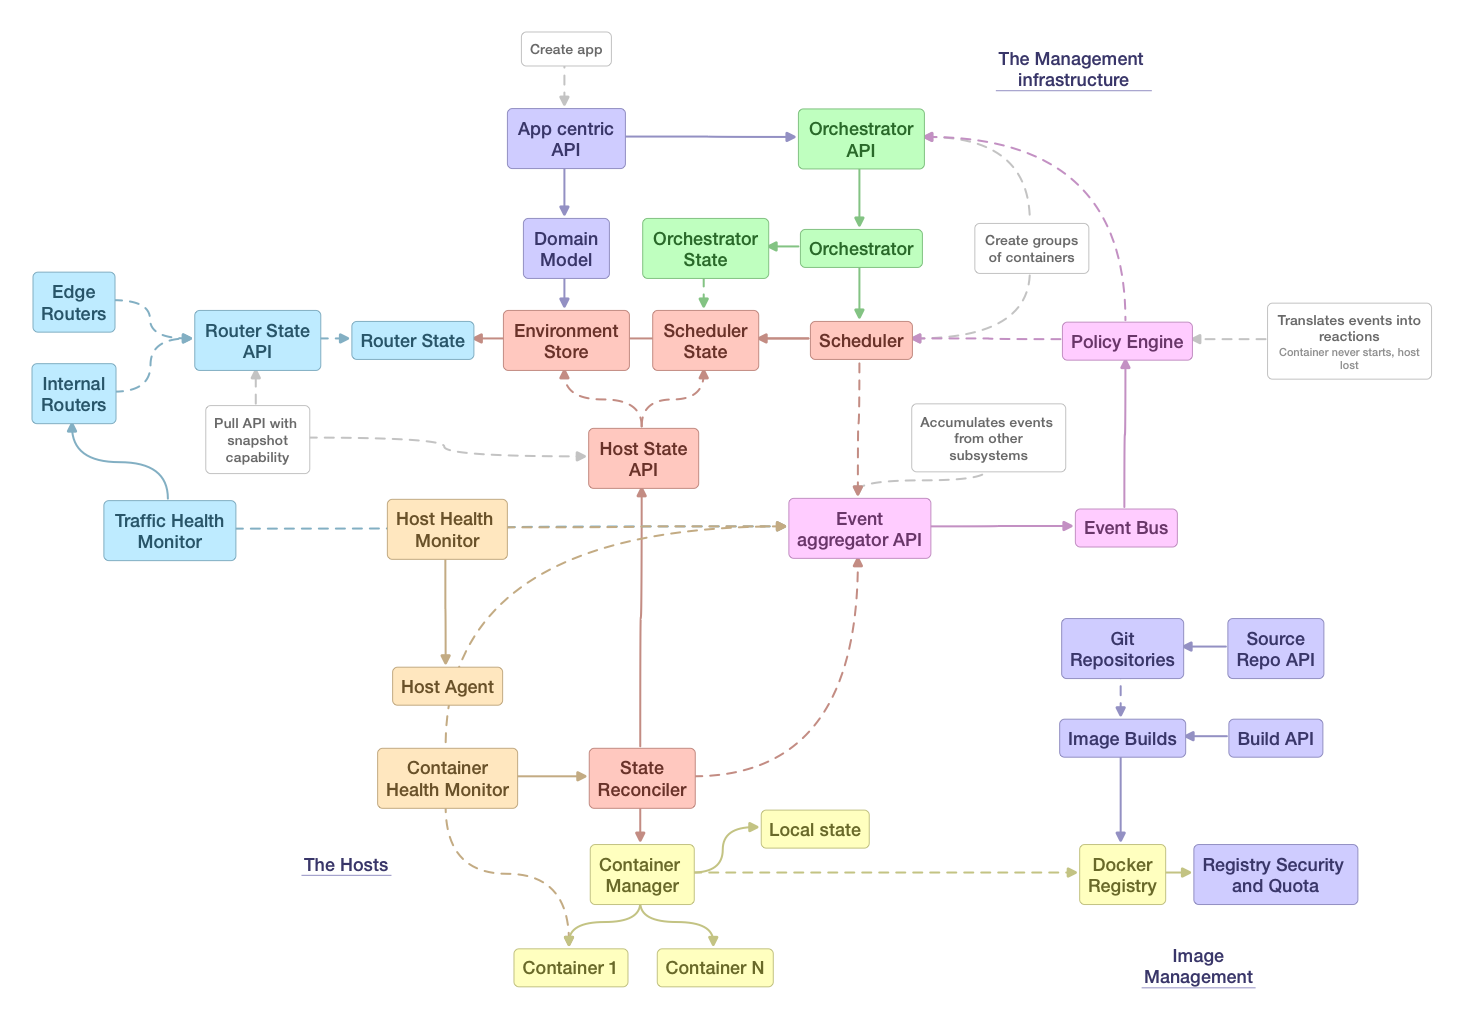 Create app
The Management
infrastructure
App centric
API
Orchestrator
API
Domain
Model
Orchestrator
State
Orchestrator
Create groups
of containers
Edge
Routers
Router State
API
Router State
Environment
Store
Scheduler
State
Scheduler
Policy Engine
Translates events into
reactions
Container never starts, host
lost
Internal
Routers
Pull API with
snapshot
capability
Host State
API
Accumulates events
from other
subsystems
Traffic Health
Monitor
Host Health
Monitor
Event
aggregator API
Event Bus
Git
Repositories
Source
Repo API
Host Agent
Image Builds
Build API
Container
Health Monitor
State
Reconciler
Local state
The Hosts
Container
Manager
Docker
Registry
Registry Security
and Quota
Container 1
Container N
Image
Management